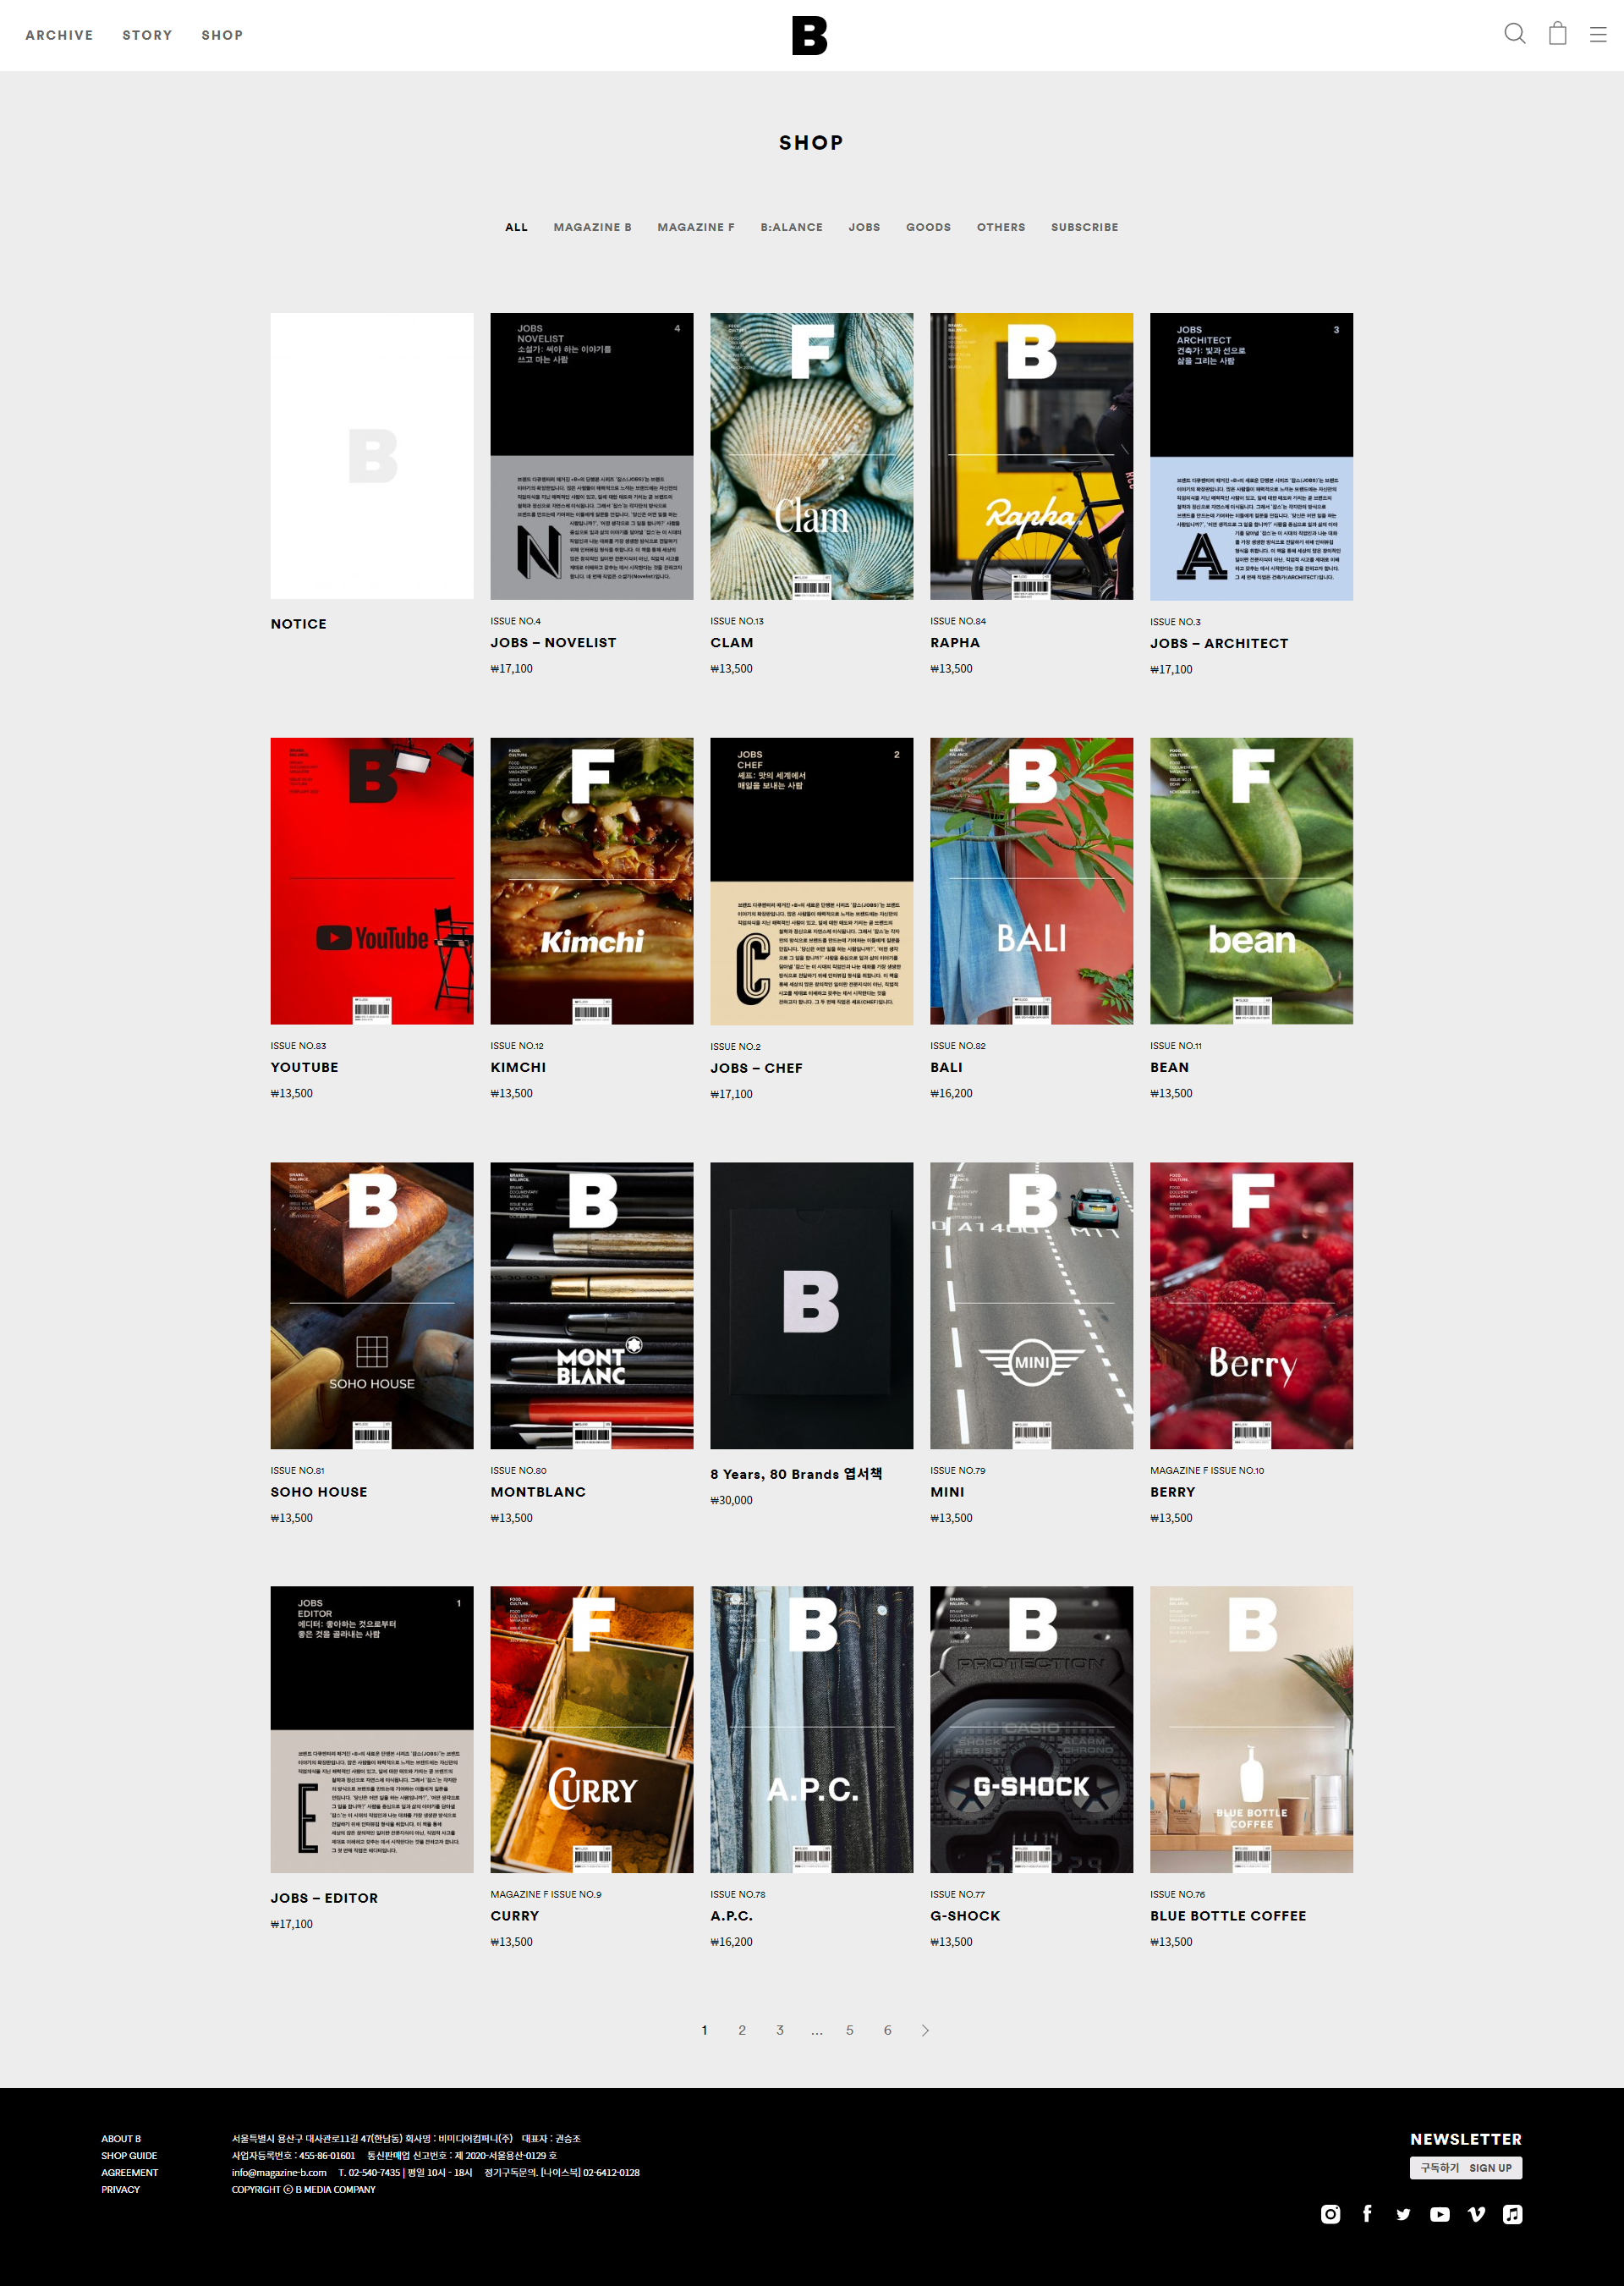 ARCHIVE STORY SHOP
B
SHOP
ALL MAGAZINE B MAGAZINE F B:ALANCE JOBS GOODS OTHERS SUBSCRIBE
B
NOTICE
JOBS 4
NOVELIST
소설가: 써야 하는 이야기를
쓰고 마는 사람
N
ISSUE NO.4
JOBS – NOVELIST
₩17,100
F
Clam
ISSUE NO.13
CLAM
₩13,500
B
Rapha
ISSUE NO.84
RAPHA
₩13,500
JOBS 3
ARCHITECT
건축가: 빛과 선으로
삶을 그리는 사람
A
ISSUE NO.3
JOBS – ARCHITECT
₩17,100
B
YouTube
ISSUE NO.83
YOUTUBE
₩13,500
F
Kimchi
ISSUE NO.12
KIMCHI
₩13,500
JOBS 2
CHEF
셰프: 맛의 세계에서
매일을 보내는 사람
C
ISSUE NO.2
JOBS – CHEF
₩17,100
B
BALI
ISSUE NO.82
BALI
₩16,200
F
bean
ISSUE NO.11
BEAN
₩13,500
B
SOHO HOUSE
ISSUE NO.81
SOHO HOUSE
₩13,500
B
MONT
BLANC
ISSUE NO.80
MONTBLANC
₩13,500
B
8 Years, 80 Brands 엽서책
₩30,000
B
MINI
ISSUE NO.79
MINI
₩13,500
F
Berry
MAGAZINE F ISSUE NO.10
BERRY
₩13,500
JOBS 1
EDITOR
에디터: 좋아하는 것으로부터
좋은 것을 골라내는 사람
E
JOBS – EDITOR
₩17,100
F
CURRY
MAGAZINE F ISSUE NO.9
CURRY
₩13,500
B
A.P.C.
ISSUE NO.78
A.P.C.
₩16,200
B
PROTECTION
CASIO
SHOCK RESIST
ALARM CHRONO
G-SHOCK
ISSUE NO.77
G-SHOCK
₩13,500
B
BLUE BOTTLE
COFFEE
ISSUE NO.76
BLUE BOTTLE COFFEE
₩13,500
1 2 3 ... 5 6
ABOUT B
SHOP GUIDE
AGREEMENT
PRIVACY
서울특별시 용산구 대사관로11길 47(한남동) 회사명 : 비미디어컴퍼니(주) 대표자 : 권승조
사업자등록번호 : 455-86-01601 통신판매업 신고번호 : 제 2020-서울용산-0129 호
info@magazine-b.com T. 02-540-7435 | 평일 10시 - 18시 정기구독문의. [나이스북] 02-6412-0128
COPYRIGHT ⓒ B MEDIA COMPANY
NEWSLETTER
구독하기 SIGN UP